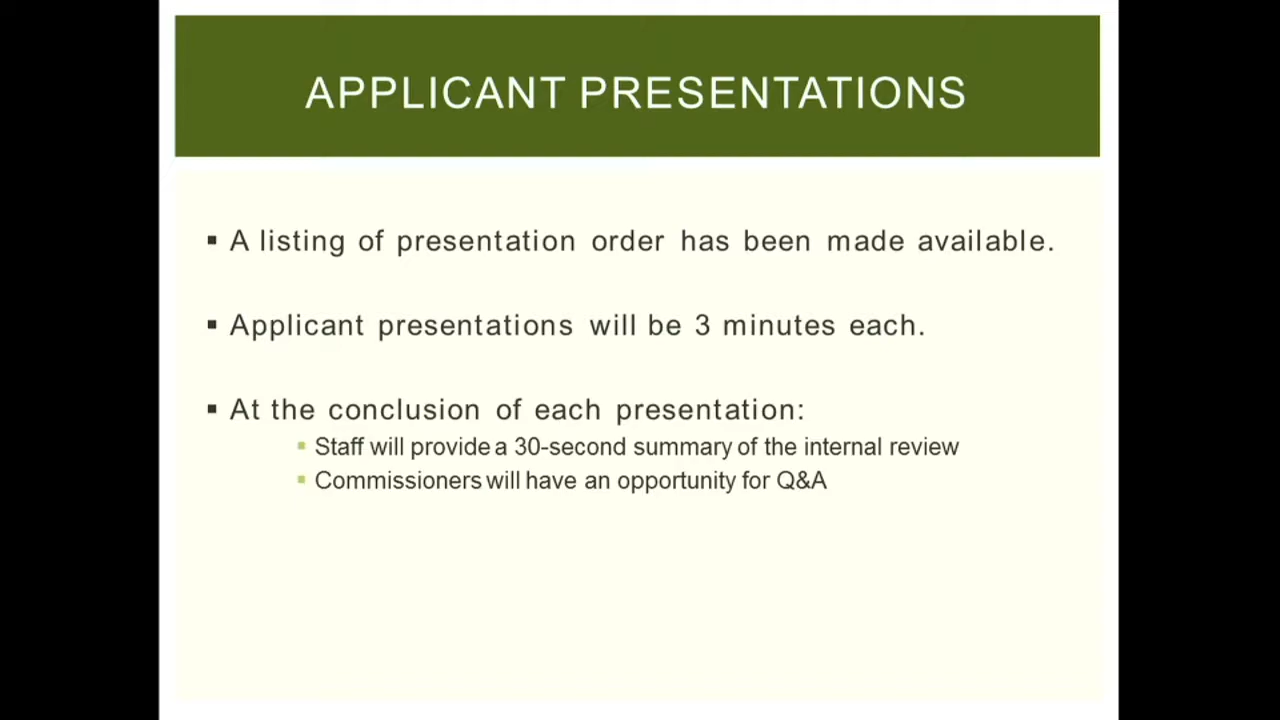 APPLICANT PRESENTATIONS
▪ A listing of presentation order has been made available.
▪ Applicant presentations will be 3 minutes each.
▪ At the conclusion of each presentation:
▪ Staff will provide a 30-second summary of the internal review
▪ Commissioners will have an opportunity for Q&A